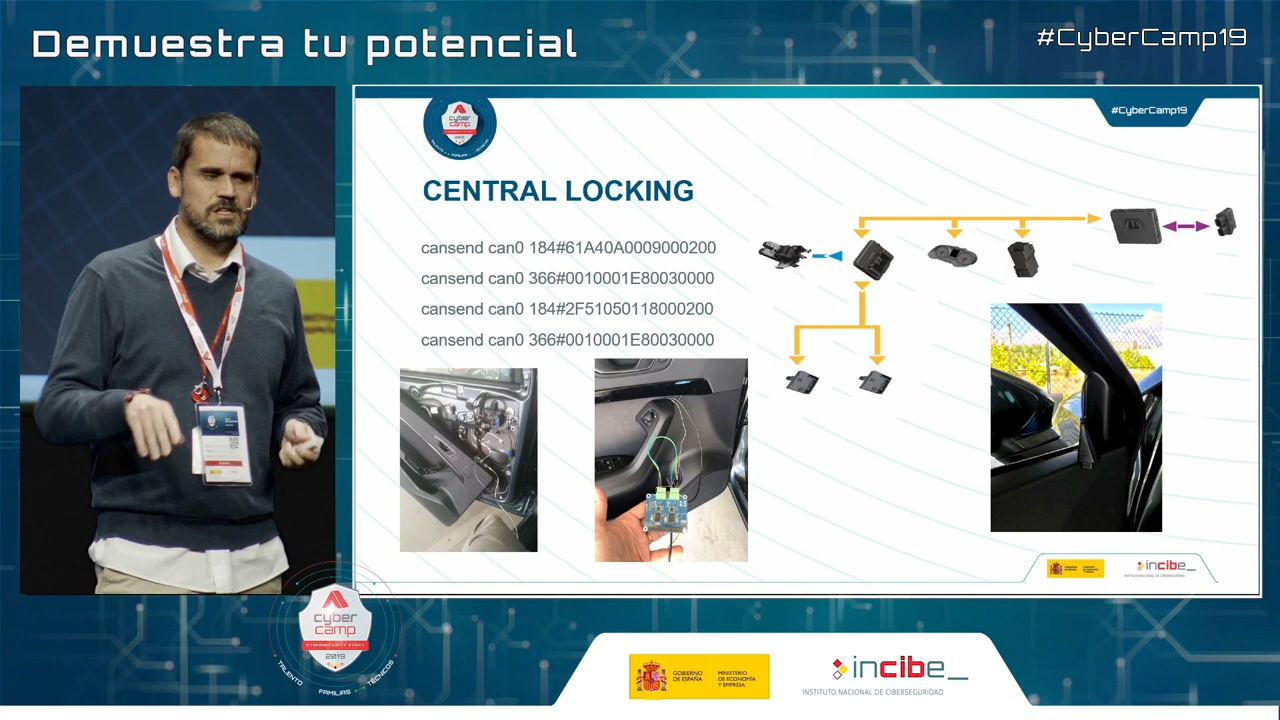 Demuestra tu potencial
#CyberCamp19
#CyberCamp19
cyber
camp
CENTRAL LOCKING
cansend can0 184#61A40A0009000200
cansend can0 366#0010001E80030000
cansend can0 184#2F51050118000200
cansend can0 366#0010001E80030000
incibe_
cyber
camp
2019
TALENTO
FAMILIAS
TÉCNICOS
GOBIERNO
DE ESPAÑA
MINISTERIO
DE ECONOMÍA
Y EMPRESA
incibe_
INSTITUTO NACIONAL DE CIBERSEGURIDAD